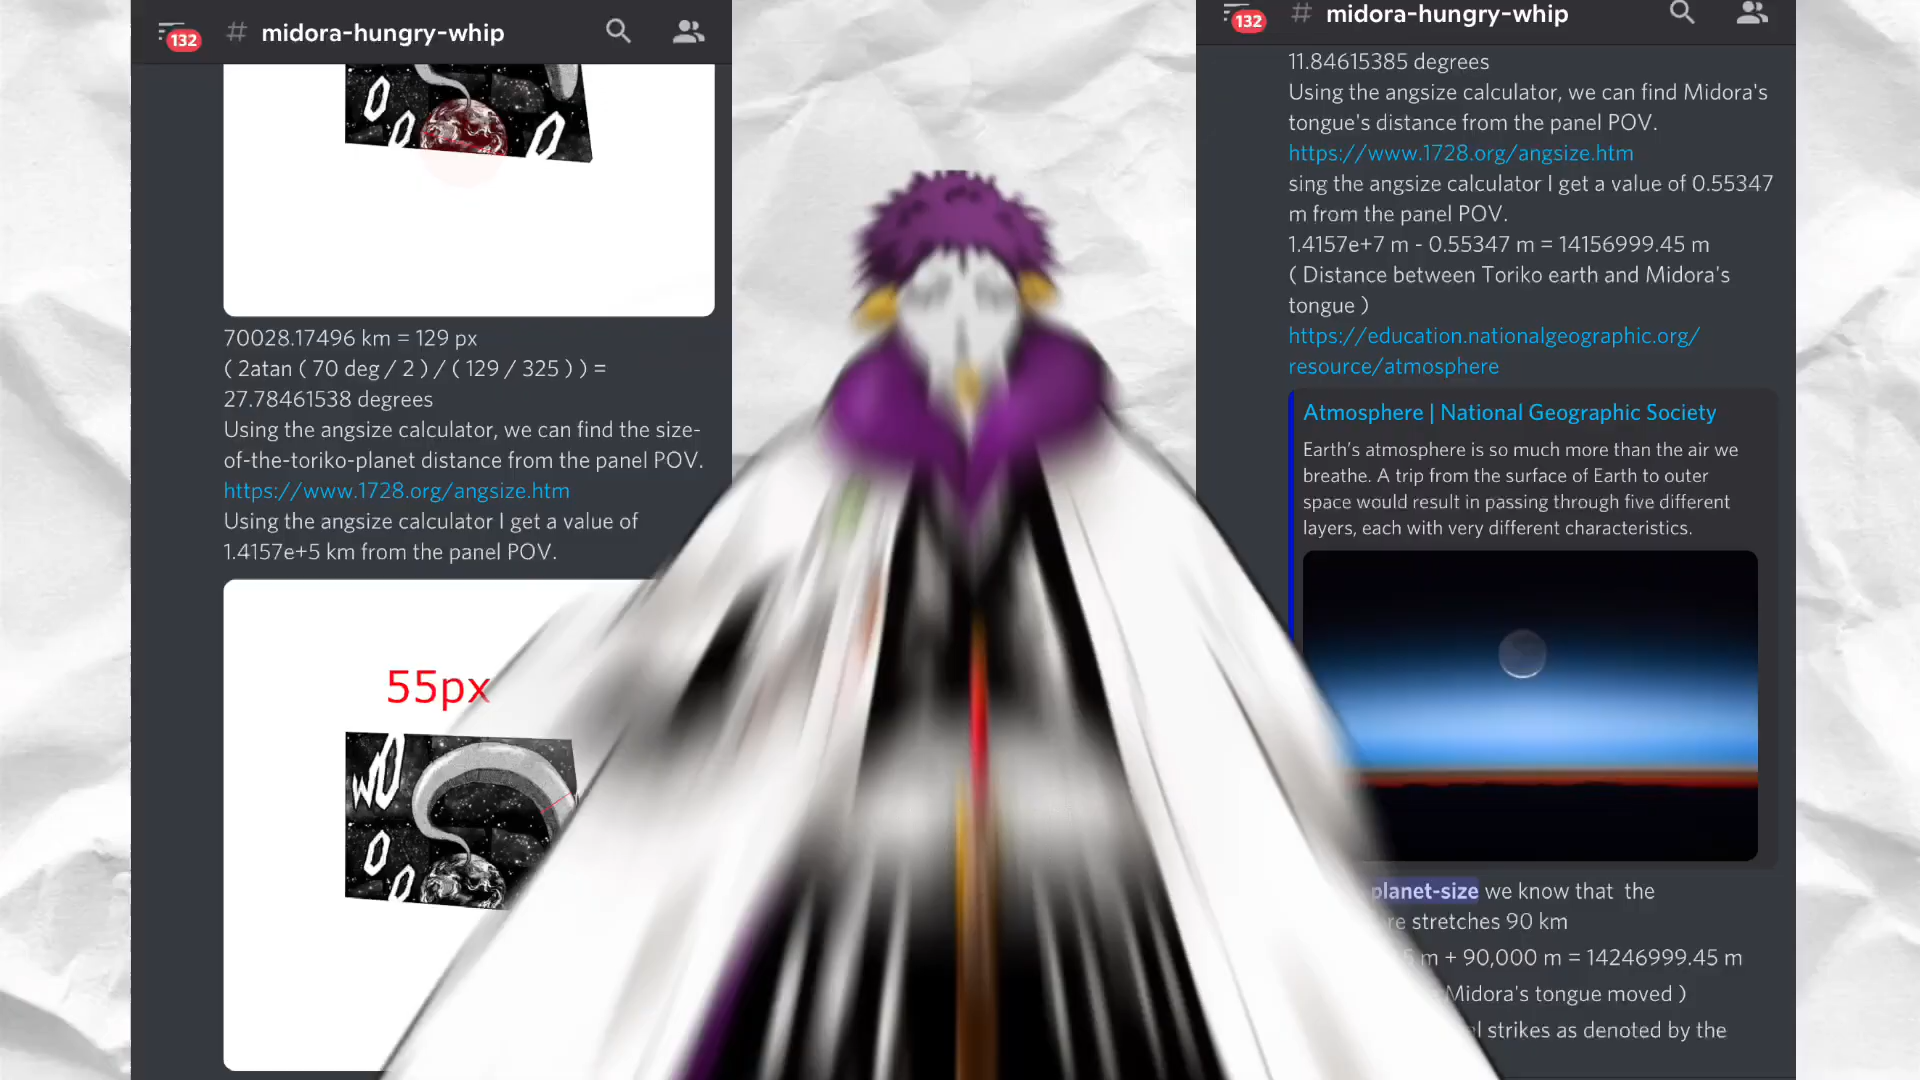 132
# midora-hungry-whip
70028.17496 km = 129 px
( 2atan ( 70 deg / 2 ) / ( 129 / 325 ) ) =
27.78461538 degrees
Using the angsize calculator, we can find the size-
of-the-toriko-planet distance from the panel POV.
https://www.1728.org/angsize.htm
Using the angsize calculator I get a value of
1.4157e+5 km from the panel POV.
55px
132
# midora-hungry-whip
11.84615385 degrees
Using the angsize calculator, we can find Midora's
tongue's distance from the panel POV.
https://www.1728.org/angsize.htm
sing the angsize calculator I get a value of 0.55347
m from the panel POV.
1.4157e+7 m - 0.55347 m = 14156999.45 m
( Distance between Toriko earth and Midora's
tongue )
https://education.nationalgeographic.org/
resource/atmosphere
Atmosphere | National Geographic Society
Earth's atmosphere is so much more than the air we
breathe. A trip from the surface of Earth to outer
space would result in passing through five different
layers, each with very different characteristics.
planet-size we know that the
re stretches 90 km
5 m + 90,000 m = 14246999.45 m
Midora's tongue moved )
strikes as denoted by the